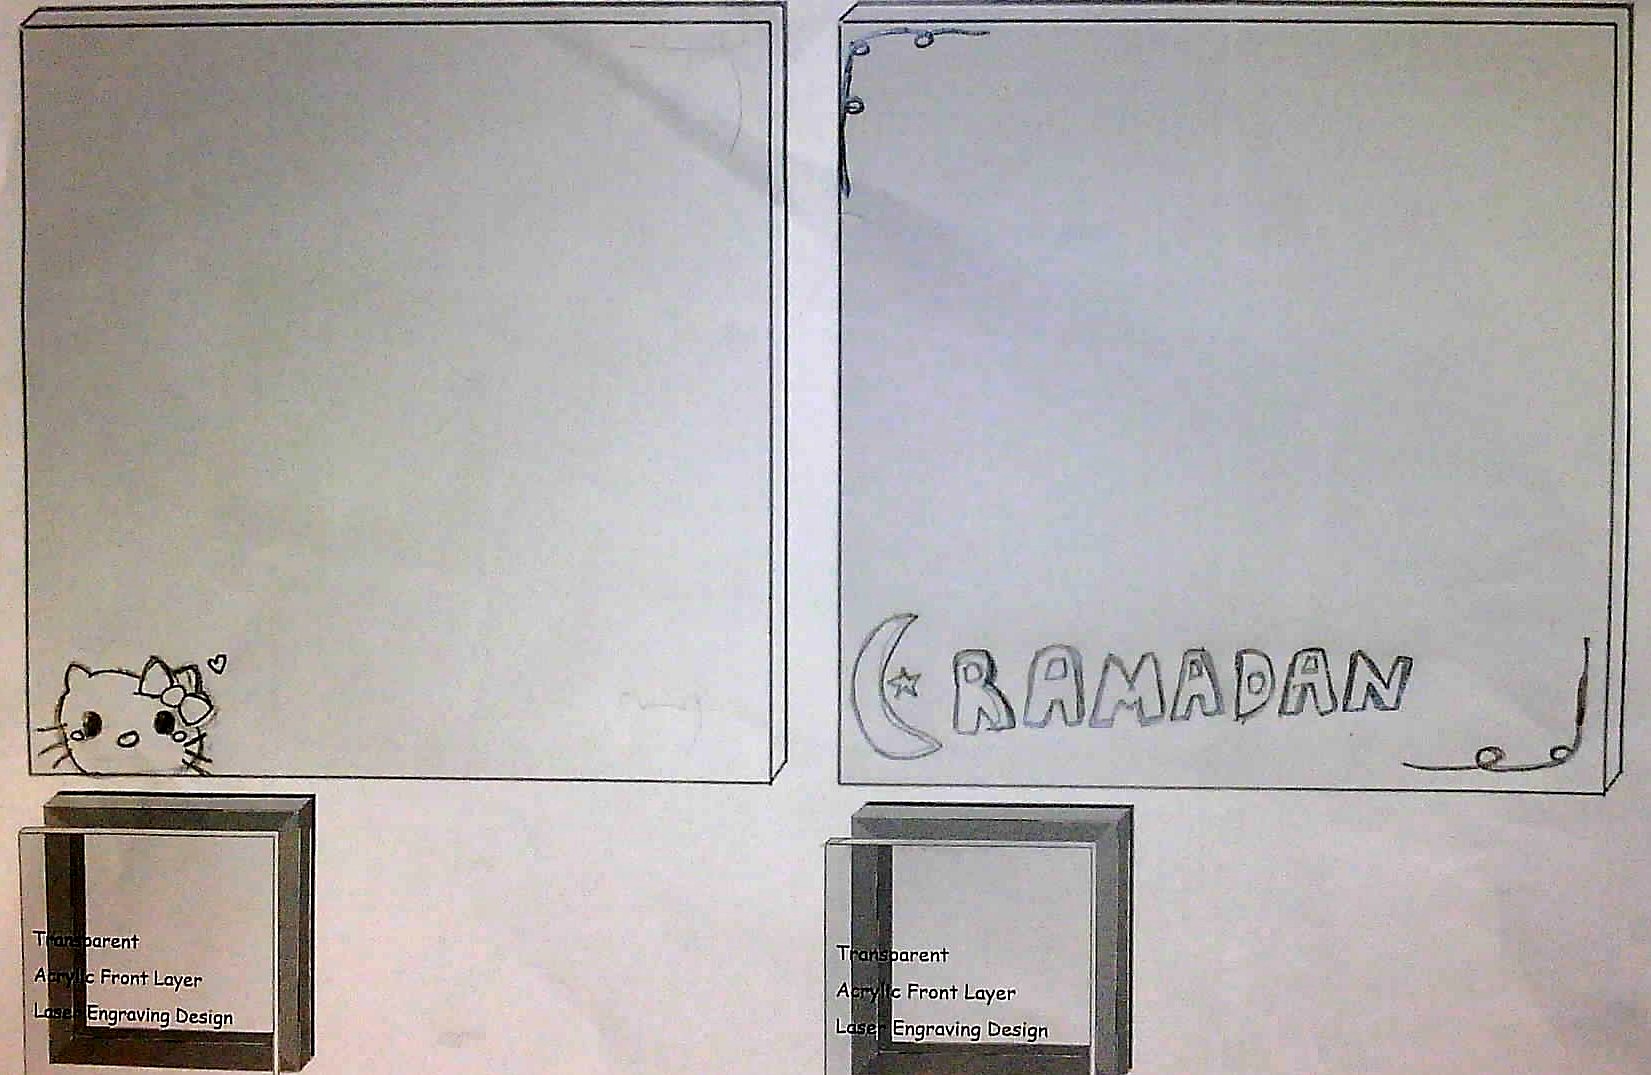 RAMADAN
Transparent
Acrylic Front Layer
Laser Engraving Design
Transparent
Acrylic Front Layer
Laser Engraving Design